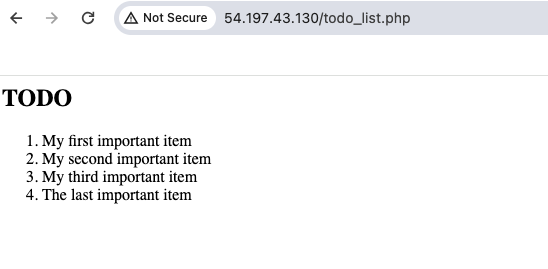 Not Secure 54.197.43.130/todo_list.php
TODO
1. My first important item
2. My second important item
3. My third important item
4. The last important item